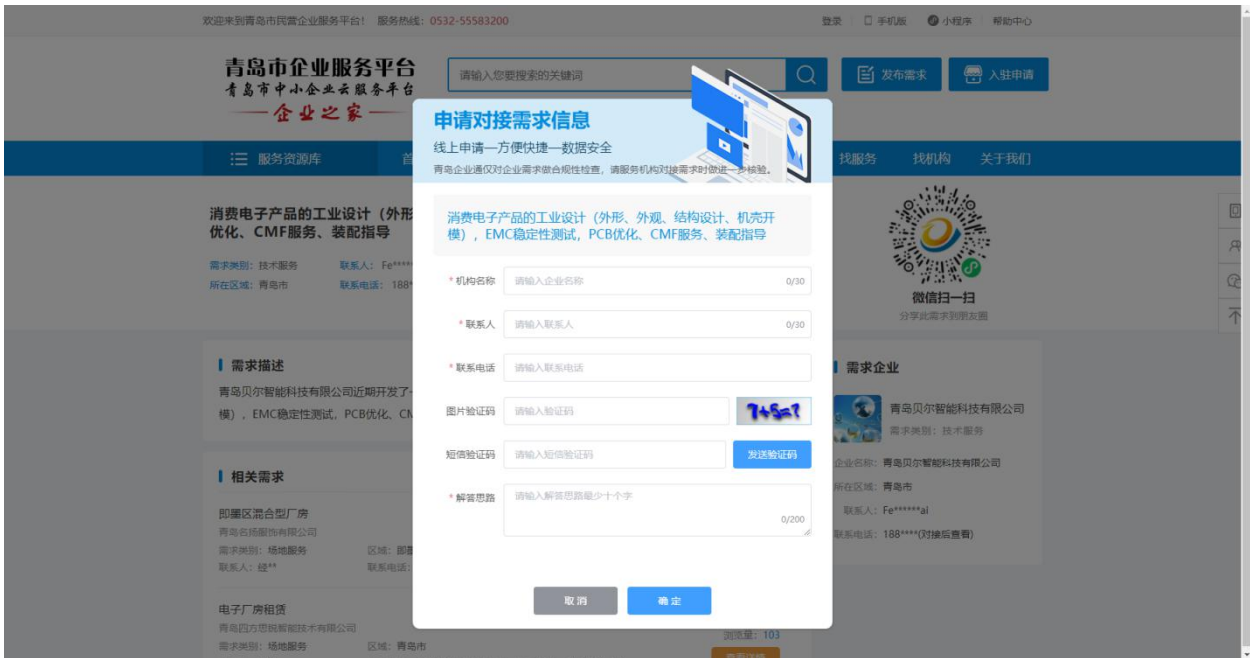 欢迎来到青岛市民营企业服务平台! 服务热线: 0532-55583200
登录 手机版 小程序 帮助中心
青岛市企业服务平台
青岛市中小企业云服务平台
企业之家
请输入您要搜索的关键词
发布需求
入驻申请
服务资源库
首
找服务 找机构 关于我们
申请对接需求信息
线上申请—方便快捷—数据安全
青岛企业通仅对企业需求做合规性检查,请服务机构对接需求时做进一步核验。
消费电子产品的工业设计(外形
优化、CMF服务、装配指导
需求类别: 技术服务 联系人: Fe****
所在区域: 青岛市 联系电话: 188*
消费电子产品的工业设计(外形、外观、结构设计、机壳开
模),EMC稳定性测试,PCB优化、CMF服务、装配指导
* 机构名称 请输入企业名称 0/30
* 联系人 请输入联系人 0/30
* 联系电话 请输入联系电话
图片验证码 请输入验证码 7+5=?
短信验证码 请输入短信验证码 发送验证码
* 解答思路 请输入解答思路最少十个字
0/200
取消 确定
微信扫一扫
分享此需求到朋友圈
需求描述
青岛贝尔智能科技有限公司近期开发了
模),EMC稳定性测试,PCB优化、CM
相关需求
即墨区混合型厂房
青岛名扬服饰有限公司
需求类别: 场地服务 区域: 即墨
联系人: 经** 联系电话:
电子厂房租赁
青岛四方思锐智能技术有限公司
需求类别: 场地服务 区域: 青岛市
浏览量: 103
查看详情
需求企业
青岛贝尔智能科技有限公司
需求类别: 技术服务
企业名称: 青岛贝尔智能科技有限公司
所在区域: 青岛市
联系人: Fe******al
联系电话: 188****(对接后查看)